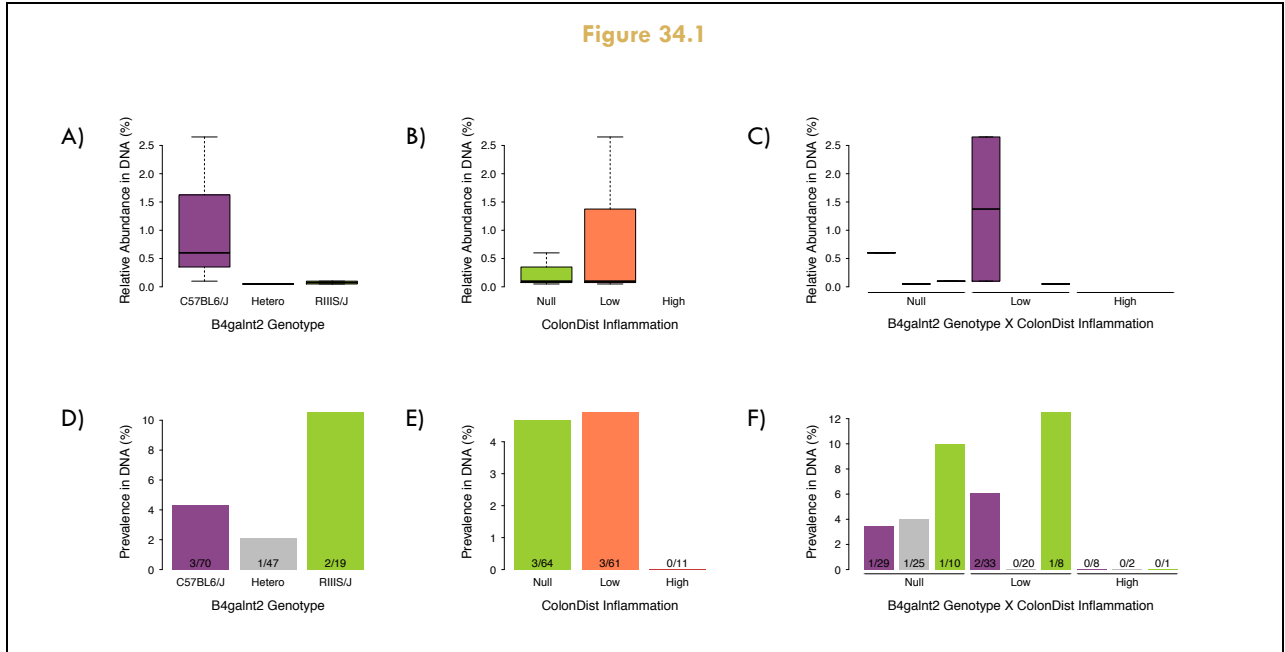 Figure 34.1
A)
Relative Abundance in DNA (%)
2.5
2.0
1.5
1.0
0.5
0.0
C57BL6/J Hetero RIIIS/J
B4galnt2 Genotype
B)
Relative Abundance in DNA (%)
2.5
2.0
1.5
1.0
0.5
0.0
Null Low High
ColonDist Inflammation
C)
Relative Abundance in DNA (%)
2.5
2.0
1.5
1.0
0.5
0.0
Null Low High
B4galnt2 Genotype X ColonDist Inflammation
D)
Prevalence in DNA (%)
10
8
6
4
2
0
3/70 1/47 2/19
C57BL6/J Hetero RIIIS/J
B4galnt2 Genotype
E)
Prevalence in DNA (%)
4
3
2
1
0
3/64 3/61 0/11
Null Low High
ColonDist Inflammation
F)
Prevalence in DNA (%)
12
10
8
6
4
2
0
1/29 1/25 1/10 2/33 0/20 1/8 0/8 0/2 0/1
Null Low High
B4galnt2 Genotype X ColonDist Inflammation